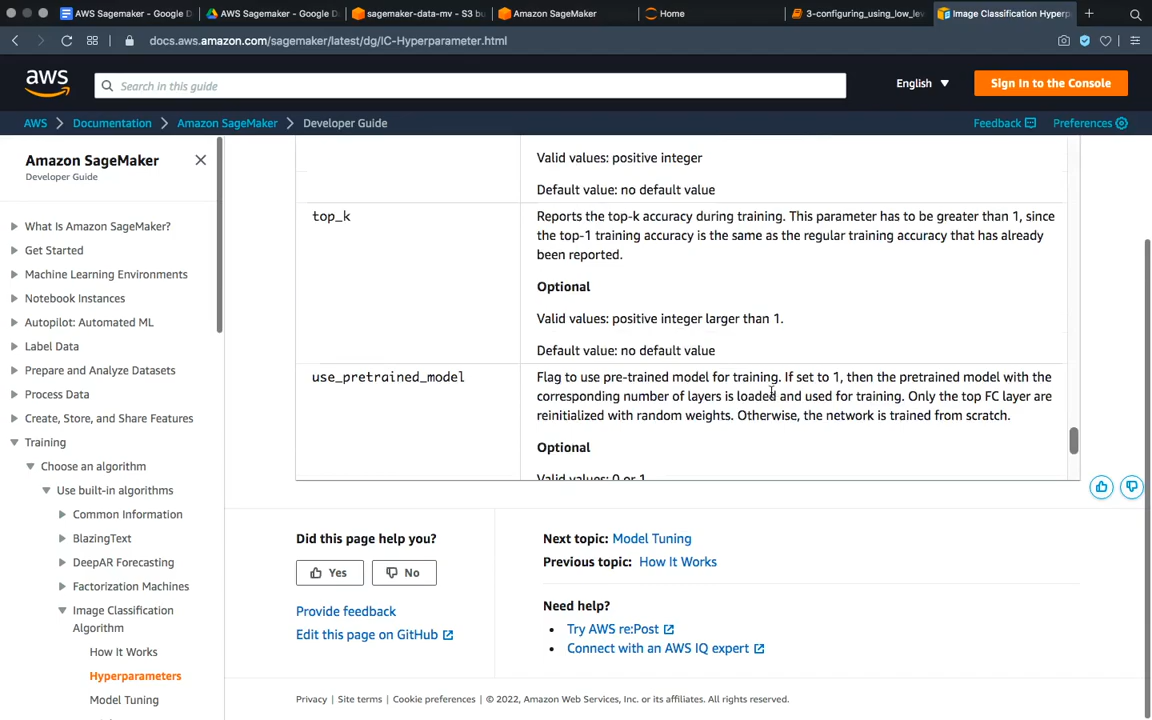 AWS Sagemaker - Google D
AWS Sagemaker - Google D
sagemaker-data-mv - S3 bu
Amazon SageMaker
Home
3-configuring_using_low_lev
Image Classification Hyperp
docs.aws.amazon.com/sagemaker/latest/dg/IC-Hyperparameter.html
aws
Search in this guide
English
Sign In to the Console
AWS
Documentation
Amazon SageMaker
Developer Guide
Feedback
Preferences
Amazon SageMaker
Developer Guide
What Is Amazon SageMaker?
Get Started
Machine Learning Environments
Notebook Instances
Autopilot: Automated ML
Label Data
Prepare and Analyze Datasets
Process Data
Create, Store, and Share Features
Training
Choose an algorithm
Use built-in algorithms
Common Information
BlazingText
DeepAR Forecasting
Factorization Machines
Image Classification
Algorithm
How It Works
Hyperparameters
Model Tuning
Valid values: positive integer
Default value: no default value
top_k
Reports the top-k accuracy during training. This parameter has to be greater than 1, since
the top-1 training accuracy is the same as the regular training accuracy that has already
been reported.
Optional
Valid values: positive integer larger than 1.
Default value: no default value
use_pretrained_model
Flag to use pre-trained model for training. If set to 1, then the pretrained model with the
corresponding number of layers is loaded and used for training. Only the top FC layer are
reinitialized with random weights. Otherwise, the network is trained from scratch.
Optional
Valid values: 0 or 1
Did this page help you?
Yes
No
Provide feedback
Edit this page on GitHub
Next topic: Model Tuning
Previous topic: How It Works
Need help?
Try AWS re:Post
Connect with an AWS IQ expert
Privacy | Site terms | Cookie preferences | © 2022, Amazon Web Services, Inc. or its affiliates. All rights reserved.